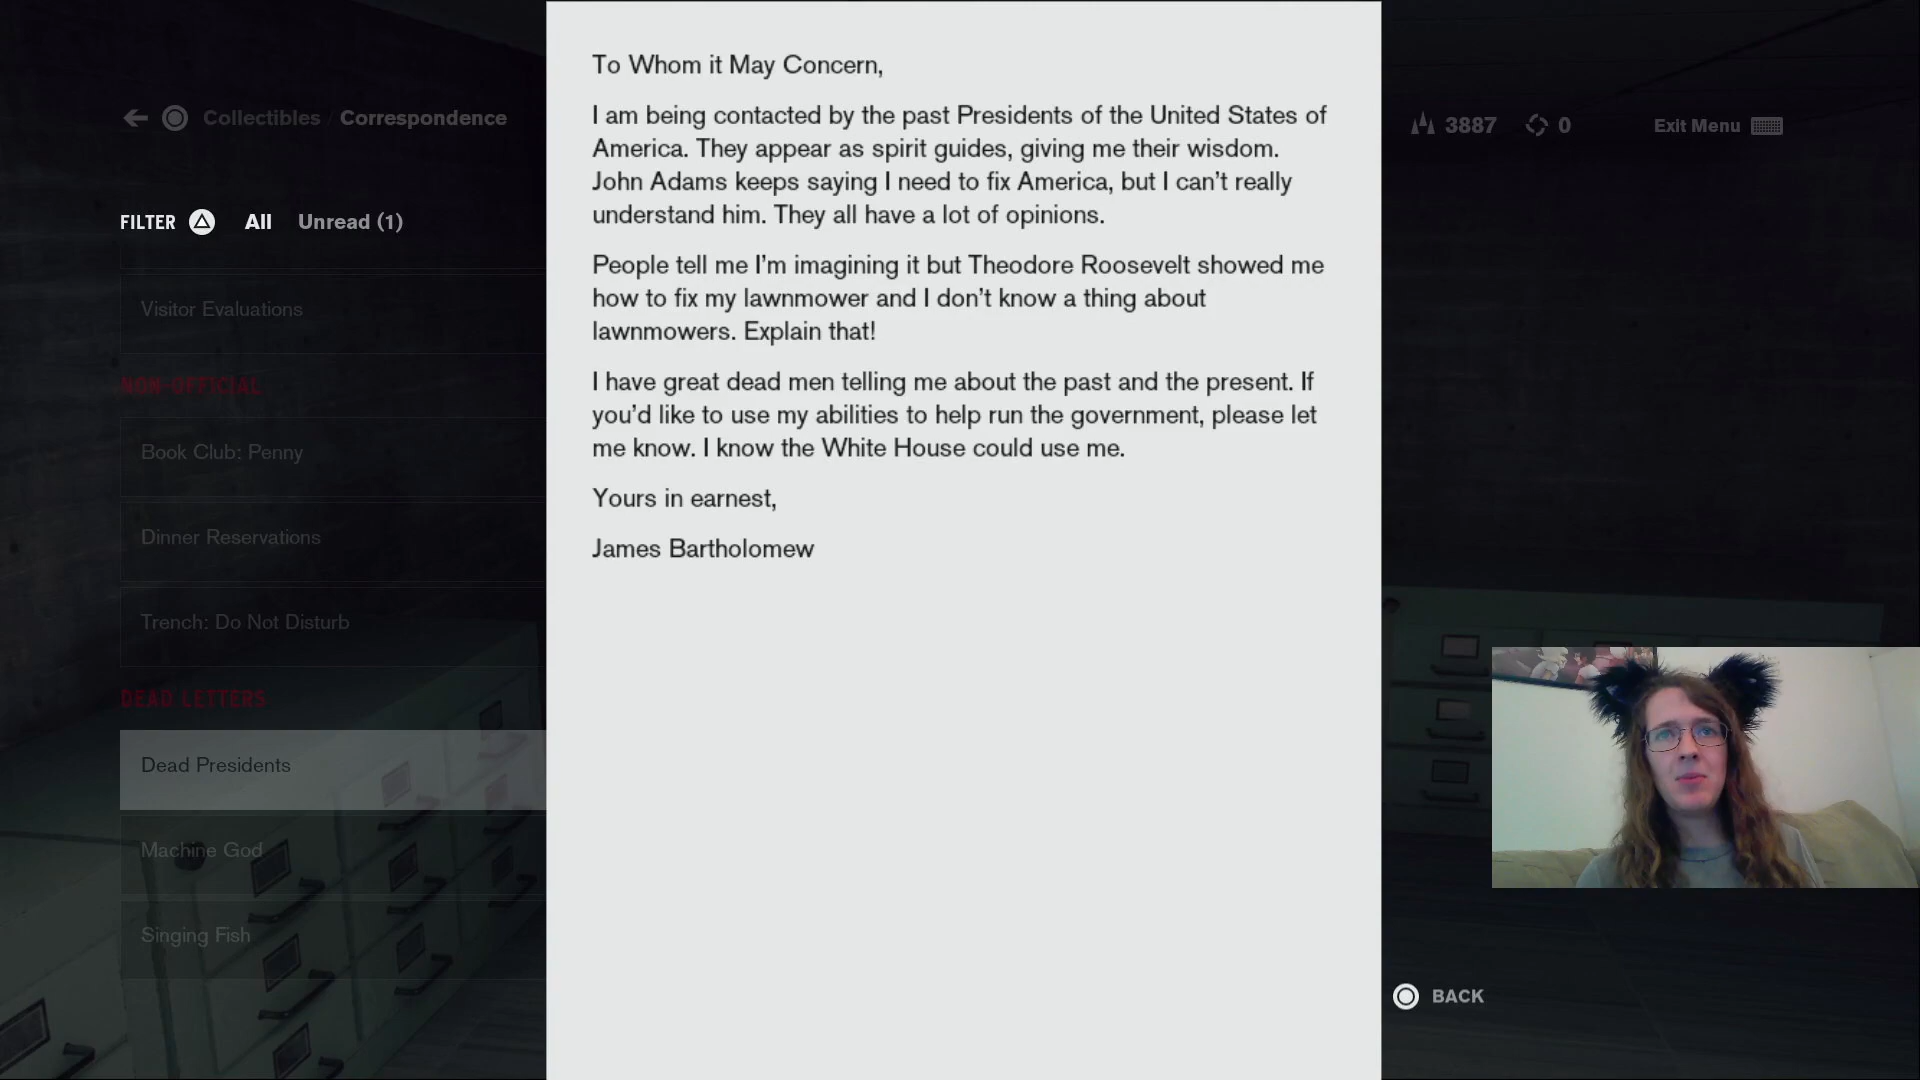 Collectibles / Correspondence
3887
0
Exit Menu
FILTER All Unread (1)
Visitor Evaluations
NON-OFFICIAL
Book Club: Penny
Dinner Reservations
Trench: Do Not Disturb
DEAD LETTERS
Dead Presidents
Machine God
Singing Fish
To Whom it May Concern,
I am being contacted by the past Presidents of the United States of
America. They appear as spirit guides, giving me their wisdom.
John Adams keeps saying I need to fix America, but I can't really
understand him. They all have a lot of opinions.
People tell me I'm imagining it but Theodore Roosevelt showed me
how to fix my lawnmower and I don't know a thing about
lawnmowers. Explain that!
I have great dead men telling me about the past and the present. If
you'd like to use my abilities to help run the government, please let
me know. I know the White House could use me.
Yours in earnest,
James Bartholomew
BACK